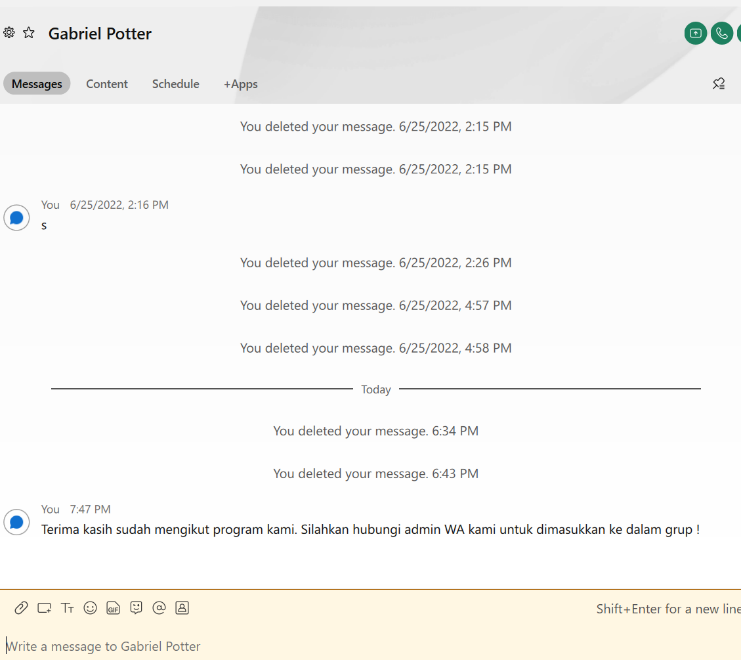 Gabriel Potter
Messages Content Schedule +Apps
You deleted your message. 6/25/2022, 2:15 PM
You deleted your message. 6/25/2022, 2:15 PM
You 6/25/2022, 2:16 PM
s
You deleted your message. 6/25/2022, 2:26 PM
You deleted your message. 6/25/2022, 4:57 PM
You deleted your message. 6/25/2022, 4:58 PM
Today
You deleted your message. 6:34 PM
You deleted your message. 6:43 PM
You 7:47 PM
Terima kasih sudah mengikut program kami. Silahkan hubungi admin WA kami untuk dimasukkan ke dalam grup !
GIF
Shift+Enter for a new line
Write a message to Gabriel Potter